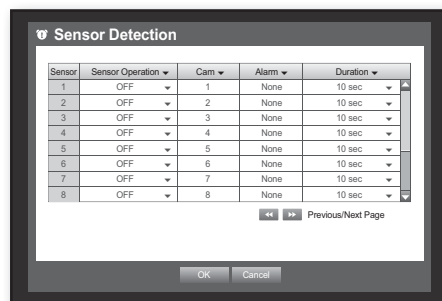 Sensor Detection
Sensor Sensor Operation Cam Alarm Duration
1 OFF 1 None 10 sec
2 OFF 2 None 10 sec
3 OFF 3 None 10 sec
4 OFF 4 None 10 sec
5 OFF 5 None 10 sec
6 OFF 6 None 10 sec
7 OFF 7 None 10 sec
8 OFF 8 None 10 sec
Previous/Next Page
OK Cancel